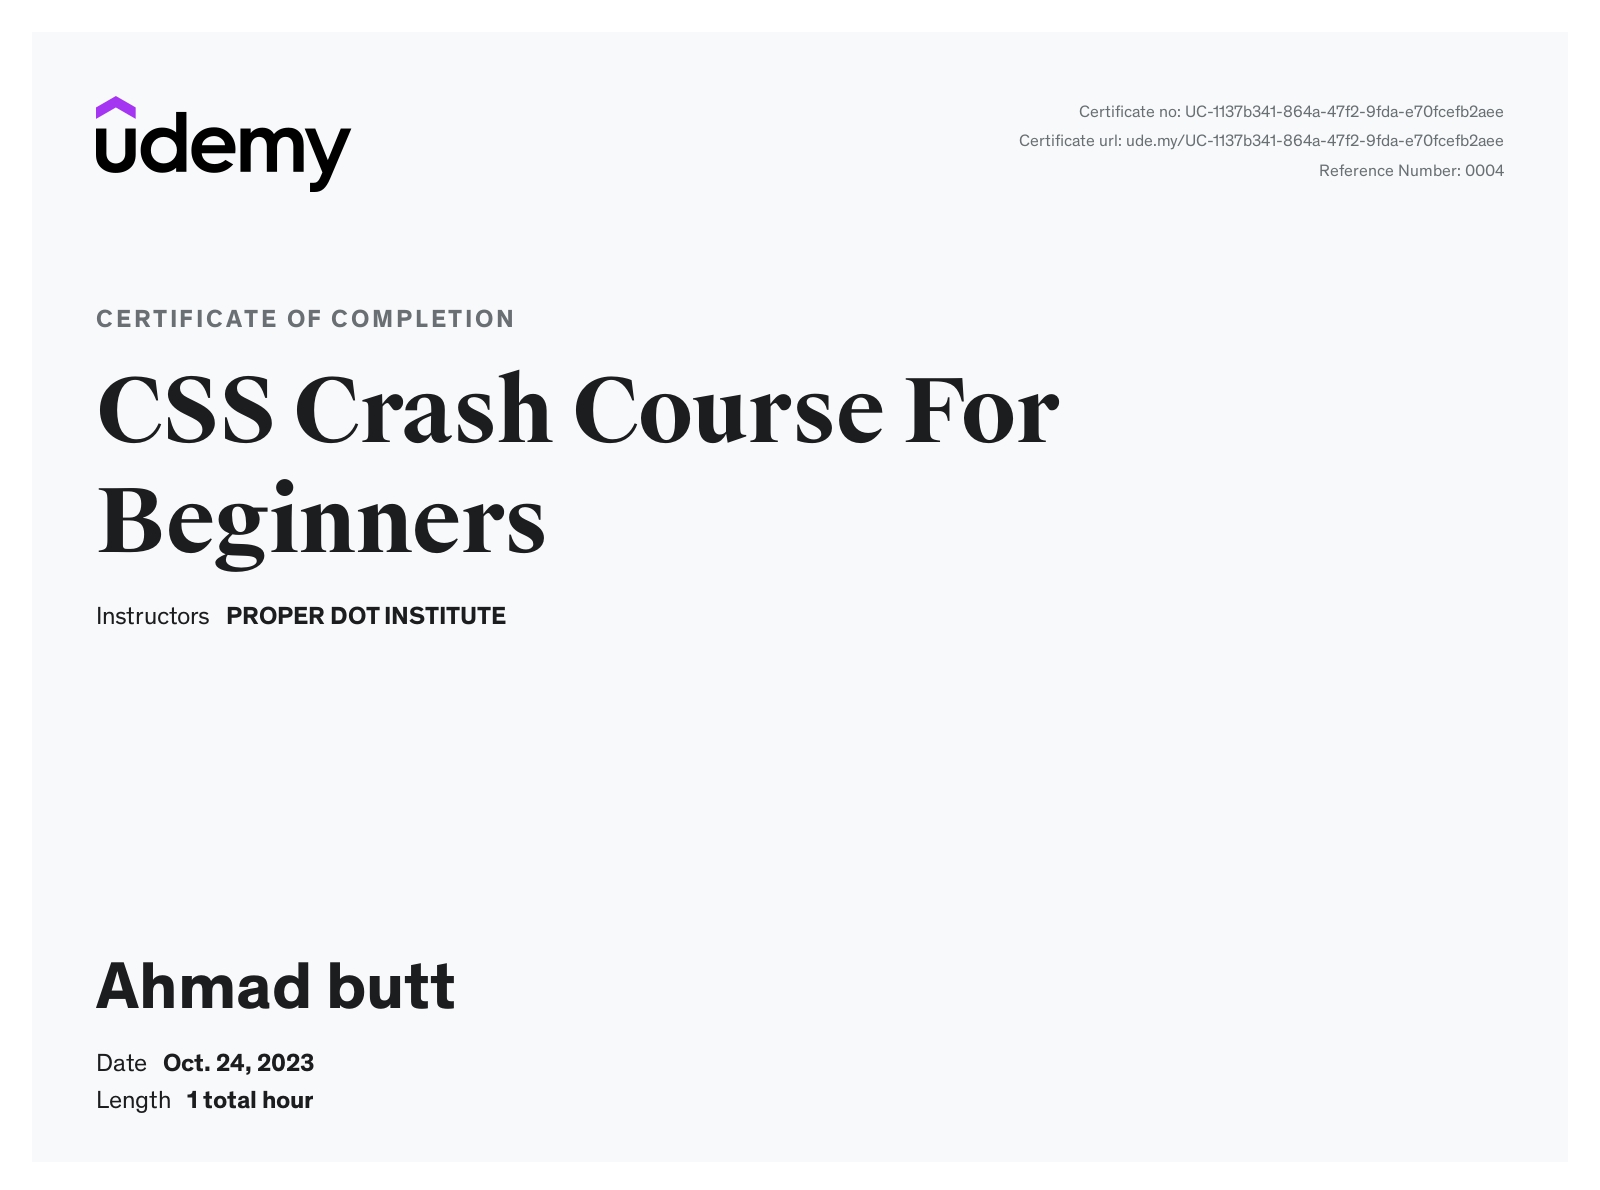 udemy
Certificate no: UC-1137b341-864a-47f2-9fda-e70fcefb2aee
Certificate url: ude.my/UC-1137b341-864a-47f2-9fda-e70fcefb2aee
Reference Number: 0004
CERTIFICATE OF COMPLETION
CSS Crash Course For
Beginners
Instructors PROPER DOT INSTITUTE
Ahmad butt
Date Oct. 24, 2023
Length 1 total hour